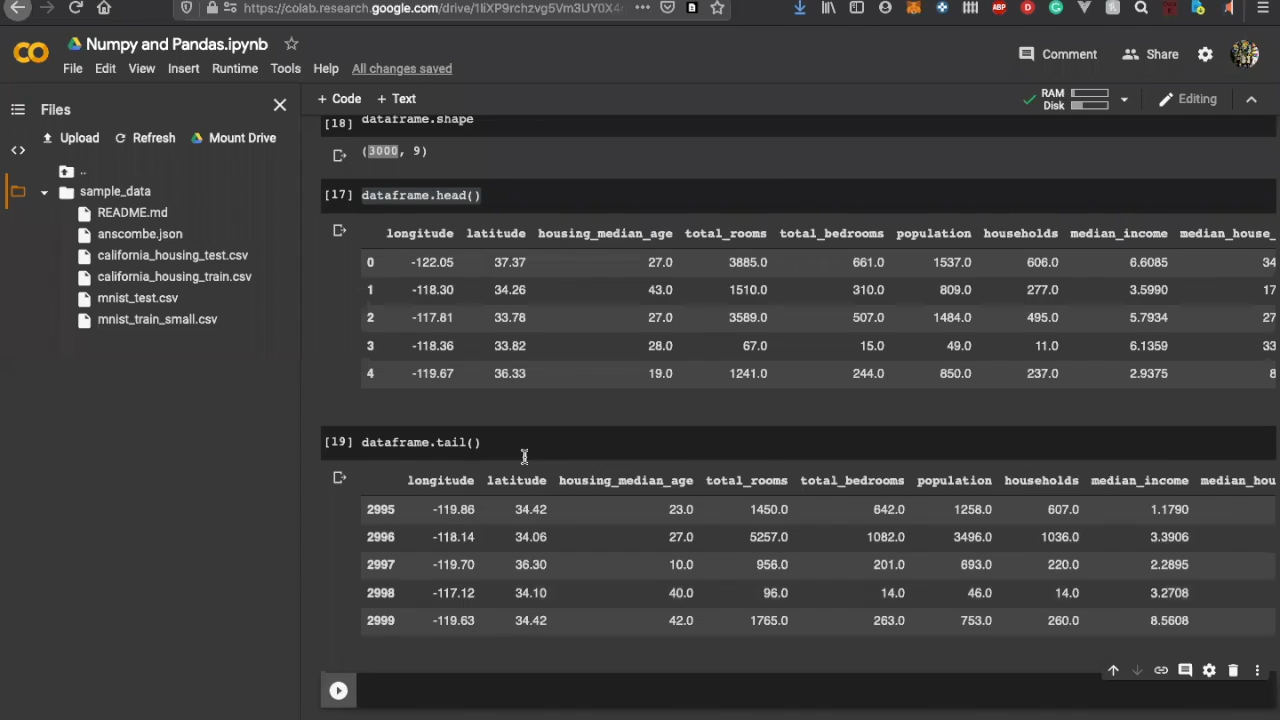 https://colab.research.google.com/drive/1liXP9rchzvg5Vm3UY0X4
Numpy and Pandas.ipynb
File Edit View Insert Runtime Tools Help All changes saved
Comment Share
Files
+ Code + Text
RAM
Disk
Editing
Upload Refresh Mount Drive
..
sample_data
README.md
anscombe.json
california_housing_test.csv
california_housing_train.csv
mnist_test.csv
mnist_train_small.csv
[18] dataframe.shape
(3000, 9)
[17] dataframe.head()
longitude latitude housing_median_age total_rooms total_bedrooms population households median_income median_house_
0 -122.05 37.37 27.0 3885.0 661.0 1537.0 606.0 6.6085 34
1 -118.30 34.26 43.0 1510.0 310.0 809.0 277.0 3.5990 17
2 -117.81 33.78 27.0 3589.0 507.0 1484.0 495.0 5.7934 27
3 -118.36 33.82 28.0 67.0 15.0 49.0 11.0 6.1359 33
4 -119.67 36.33 19.0 1241.0 244.0 850.0 237.0 2.9375 8
[19] dataframe.tail()
longitude latitude housing_median_age total_rooms total_bedrooms population households median_income median_hou
2995 -119.86 34.42 23.0 1450.0 642.0 1258.0 607.0 1.1790
2996 -118.14 34.06 27.0 5257.0 1082.0 3496.0 1036.0 3.3906
2997 -119.70 36.30 10.0 956.0 201.0 693.0 220.0 2.2895
2998 -117.12 34.10 40.0 96.0 14.0 46.0 14.0 3.2708
2999 -119.63 34.42 42.0 1765.0 263.0 753.0 260.0 8.5608